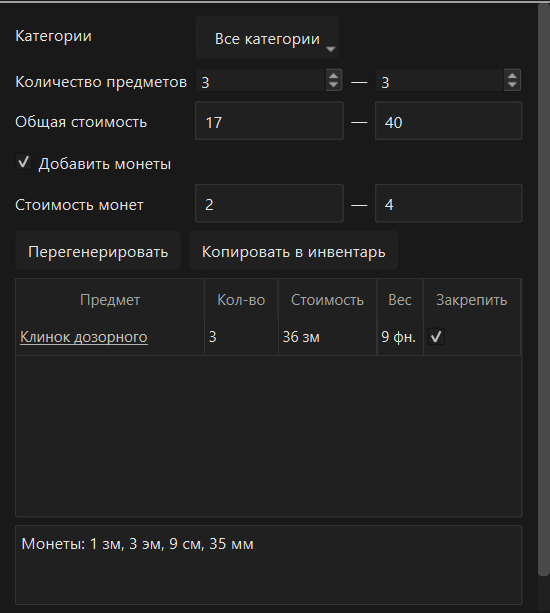 Категории Все категории
Количество предметов 3 — 3
Общая стоимость 17 — 40
Добавить монеты
Стоимость монет 2 — 4
Перегенерировать Копировать в инвентарь
Предмет Кол-во Стоимость Вес Закрепить
Клинок дозорного 3 36 зм 9 фн.
Монеты: 1 зм, 3 эм, 9 см, 35 мм